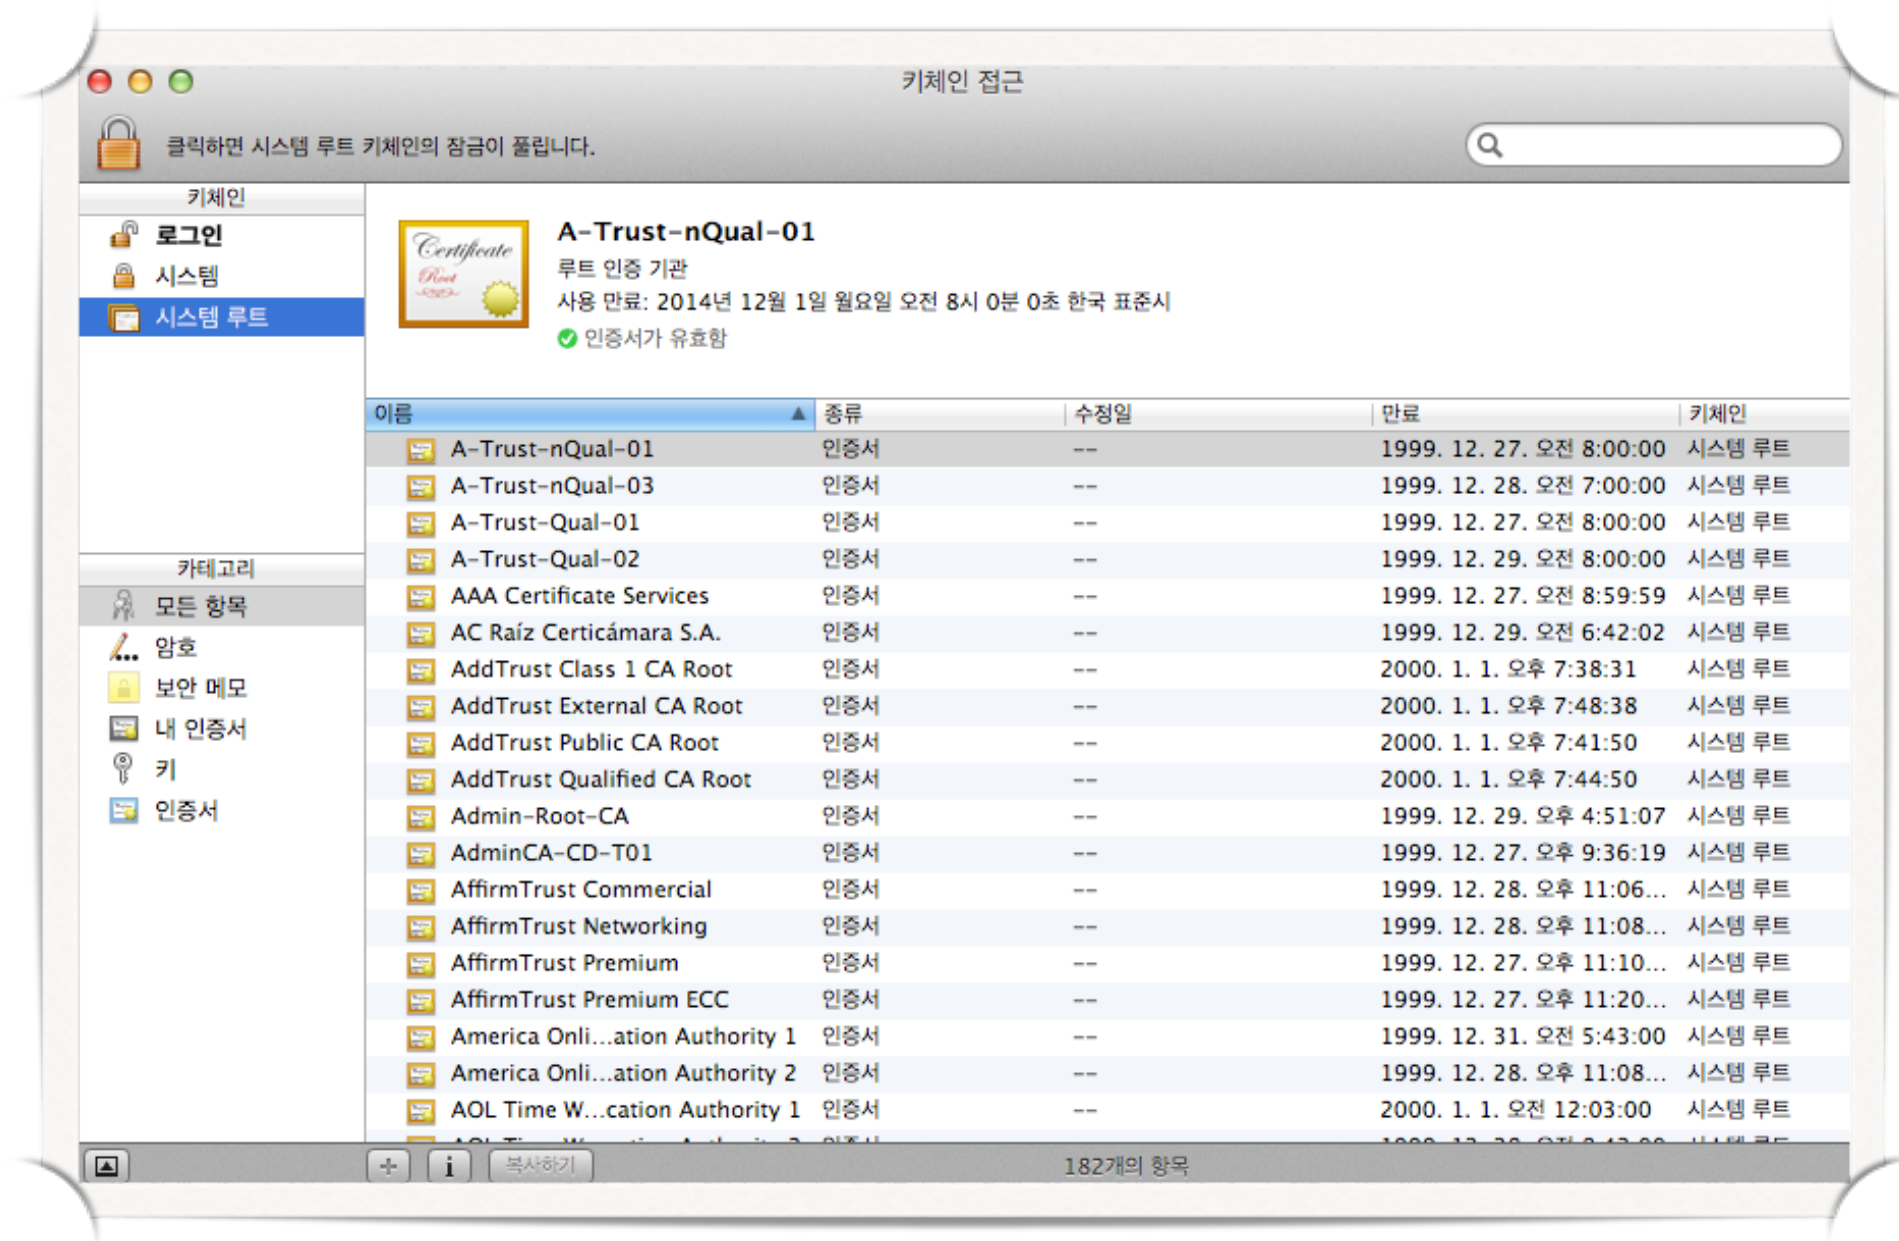 키체인 접근
클릭하면 시스템 루트 키체인의 잠금이 풀립니다.
키체인
로그인
시스템
시스템 루트
카테고리
모든 항목
암호
보안 메모
내 인증서
키
인증서
Certificate
Root
A-Trust-nQual-01
루트 인증 기관
사용 만료: 2014년 12월 1일 월요일 오전 8시 0분 0초 한국 표준시
인증서가 유효함
이름 종류 수정일 만료 키체인
A-Trust-nQual-01 인증서 -- 1999. 12. 27. 오전 8:00:00 시스템 루트
A-Trust-nQual-03 인증서 -- 1999. 12. 28. 오전 7:00:00 시스템 루트
A-Trust-Qual-01 인증서 -- 1999. 12. 27. 오전 8:00:00 시스템 루트
A-Trust-Qual-02 인증서 -- 1999. 12. 29. 오전 8:00:00 시스템 루트
AAA Certificate Services 인증서 -- 1999. 12. 27. 오전 8:59:59 시스템 루트
AC Raíz Certicámara S.A. 인증서 -- 1999. 12. 29. 오전 6:42:02 시스템 루트
AddTrust Class 1 CA Root 인증서 -- 2000. 1. 1. 오후 7:38:31 시스템 루트
AddTrust External CA Root 인증서 -- 2000. 1. 1. 오후 7:48:38 시스템 루트
AddTrust Public CA Root 인증서 -- 2000. 1. 1. 오후 7:41:50 시스템 루트
AddTrust Qualified CA Root 인증서 -- 2000. 1. 1. 오후 7:44:50 시스템 루트
Admin-Root-CA 인증서 -- 1999. 12. 29. 오후 4:51:07 시스템 루트
AdminCA-CD-T01 인증서 -- 1999. 12. 27. 오후 9:36:19 시스템 루트
AffirmTrust Commercial 인증서 -- 1999. 12. 28. 오후 11:06... 시스템 루트
AffirmTrust Networking 인증서 -- 1999. 12. 28. 오후 11:08... 시스템 루트
AffirmTrust Premium 인증서 -- 1999. 12. 27. 오후 11:10... 시스템 루트
AffirmTrust Premium ECC 인증서 -- 1999. 12. 27. 오후 11:20... 시스템 루트
America Onli...ation Authority 1 인증서 -- 1999. 12. 31. 오전 5:43:00 시스템 루트
America Onli...ation Authority 2 인증서 -- 1999. 12. 28. 오후 11:08... 시스템 루트
AOL Time W...cation Authority 1 인증서 -- 2000. 1. 1. 오전 12:03:00 시스템 루트
복사하기
182개의 항목